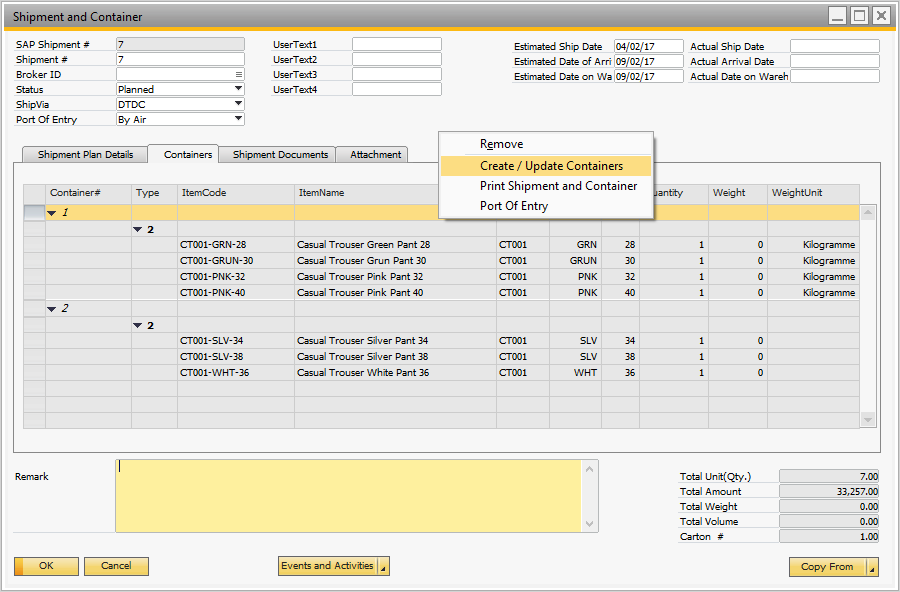 Shipment and Container
SAP Shipment # 7
Shipment # 7
Broker ID
Status Planned
ShipVia DTDC
Port Of Entry By Air
UserText1
UserText2
UserText3
UserText4
Estimated Ship Date 04/02/17 Actual Ship Date
Estimated Date of Arri 09/02/17 Actual Arrival Date
Estimated Date on Wa 09/02/17 Actual Date on Wareh
Shipment Plan Details Containers Shipment Documents Attachment
Remove
Create / Update Containers
Print Shipment and Container
Port Of Entry
Container# Type ItemCode ItemName uantity Weight WeightUnit
1
2
CT001-GRN-28 Casual Trouser Green Pant 28 CT001 GRN 28 1 0 Kilogramme
CT001-GRUN-30 Casual Trouser Grun Pant 30 CT001 GRUN 30 1 0 Kilogramme
CT001-PNK-32 Casual Trouser Pink Pant 32 CT001 PNK 32 1 0 Kilogramme
CT001-PNK-40 Casual Trouser Pink Pant 40 CT001 PNK 40 1 0 Kilogramme
2
2
CT001-SLV-34 Casual Trouser Silver Pant 34 CT001 SLV 34 1 0
CT001-SLV-38 Casual Trouser Silver Pant 38 CT001 SLV 38 1 0
CT001-WHT-36 Casual Trouser White Pant 36 CT001 WHT 36 1 0
Remark
Total Unit(Qty.) 7.00
Total Amount 33,257.00
Total Weight 0.00
Total Volume 0.00
Carton # 1.00
OK Cancel Events and Activities Copy From